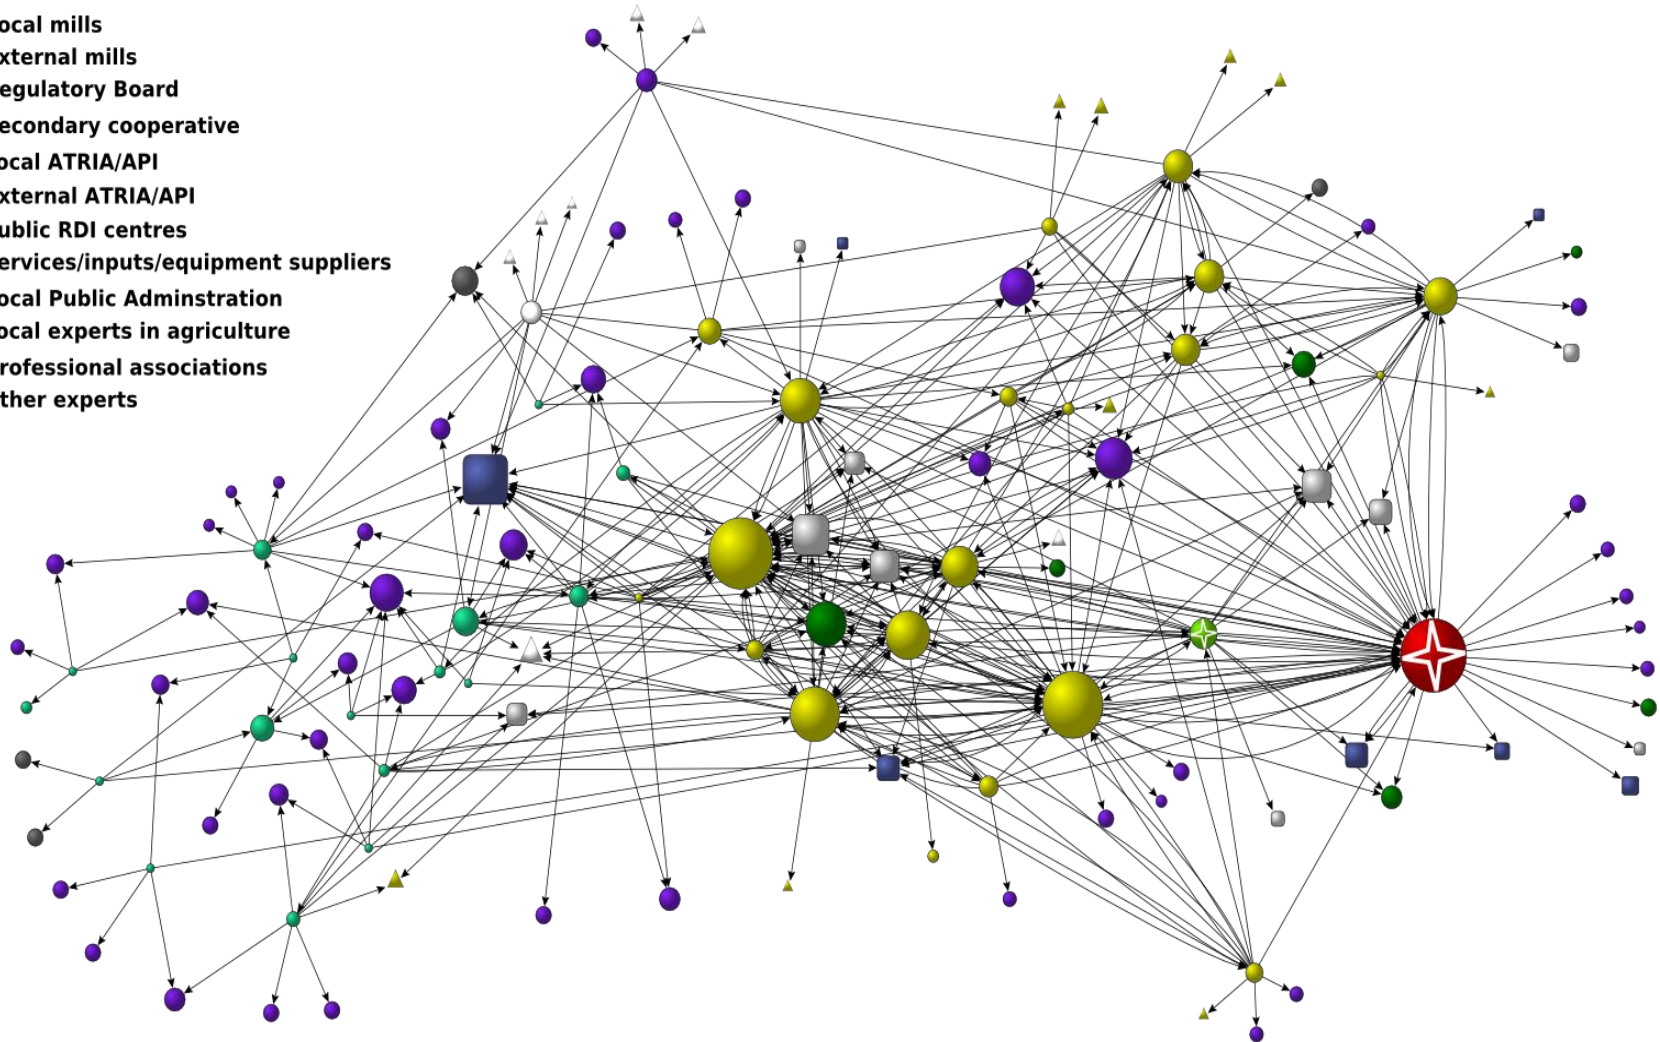 ocal mills
xternal mills
egulatory Board
econdary cooperative
ocal ATRIA/API
xternal ATRIA/API
ublic RDI centres
ervices/inputs/equipment suppliers
ocal Public Adminstration
ocal experts in agriculture
rofessional associations
ther experts